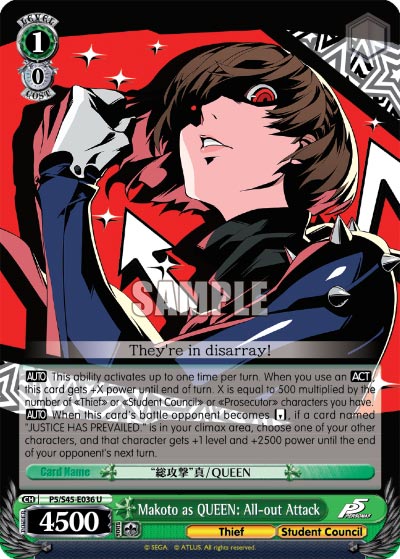 LEVEL
1
0
COST
SAMPLE
They're in disarray!
AUTO This ability activates up to one time per turn. When you use an ACT
this card gets +X power until end of turn. X is equal to 500 multiplied by the
number of «Thief» or «Student Council» or «Prosecutor» characters you have.
AUTO When this card's battle opponent becomes [▼], if a card named
"JUSTICE HAS PREVAILED." is in your climax area, choose one of your other
characters, and that character gets +1 level and +2500 power until the end
of your opponent's next turn.
Card Name
"総攻撃"真/QUEEN
CH P5/S45-E036 U
Makoto as QUEEN: All-out Attack
P5 PERSONA5
POWER
4500
Thief
Student Council
© SEGA. © ATLUS. All rights reserved.